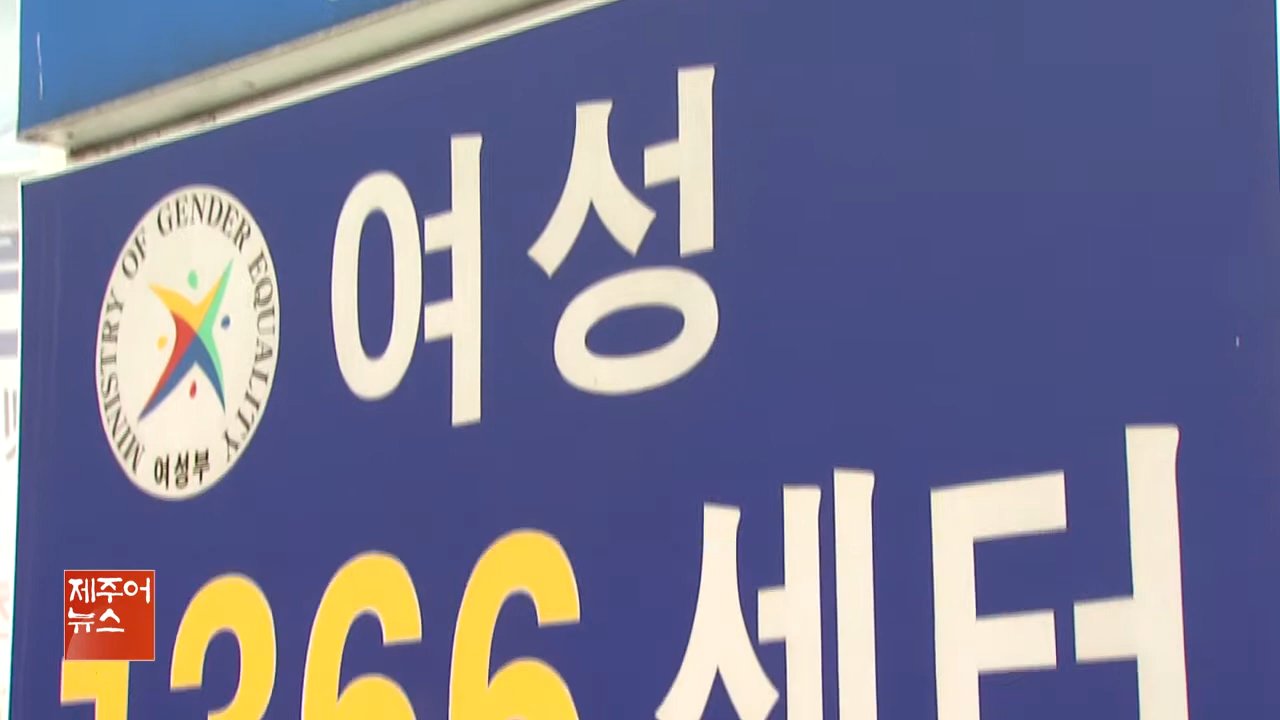 MINISTRY OF GENDER EQUALITY
여성부
여성
1366 센터
제주어
뉴스